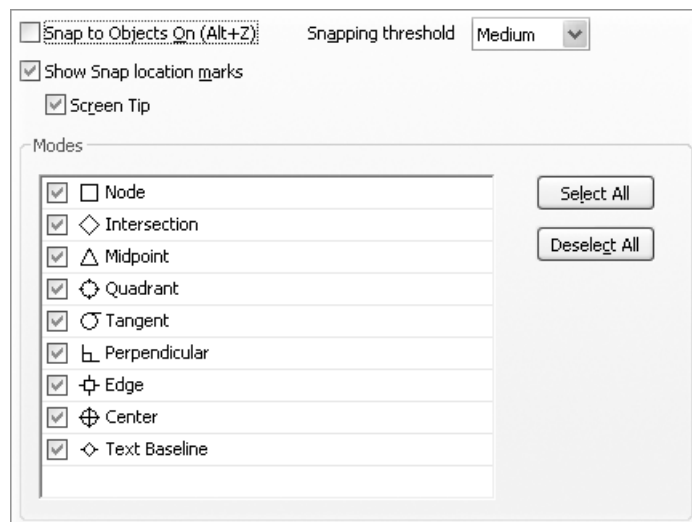 Snap to Objects On (Alt+Z) Snapping threshold Medium
Show Snap location marks
Screen Tip
Modes
Node
Intersection
Midpoint
Quadrant
Tangent
Perpendicular
Edge
Center
Text Baseline
Select All
Deselect All